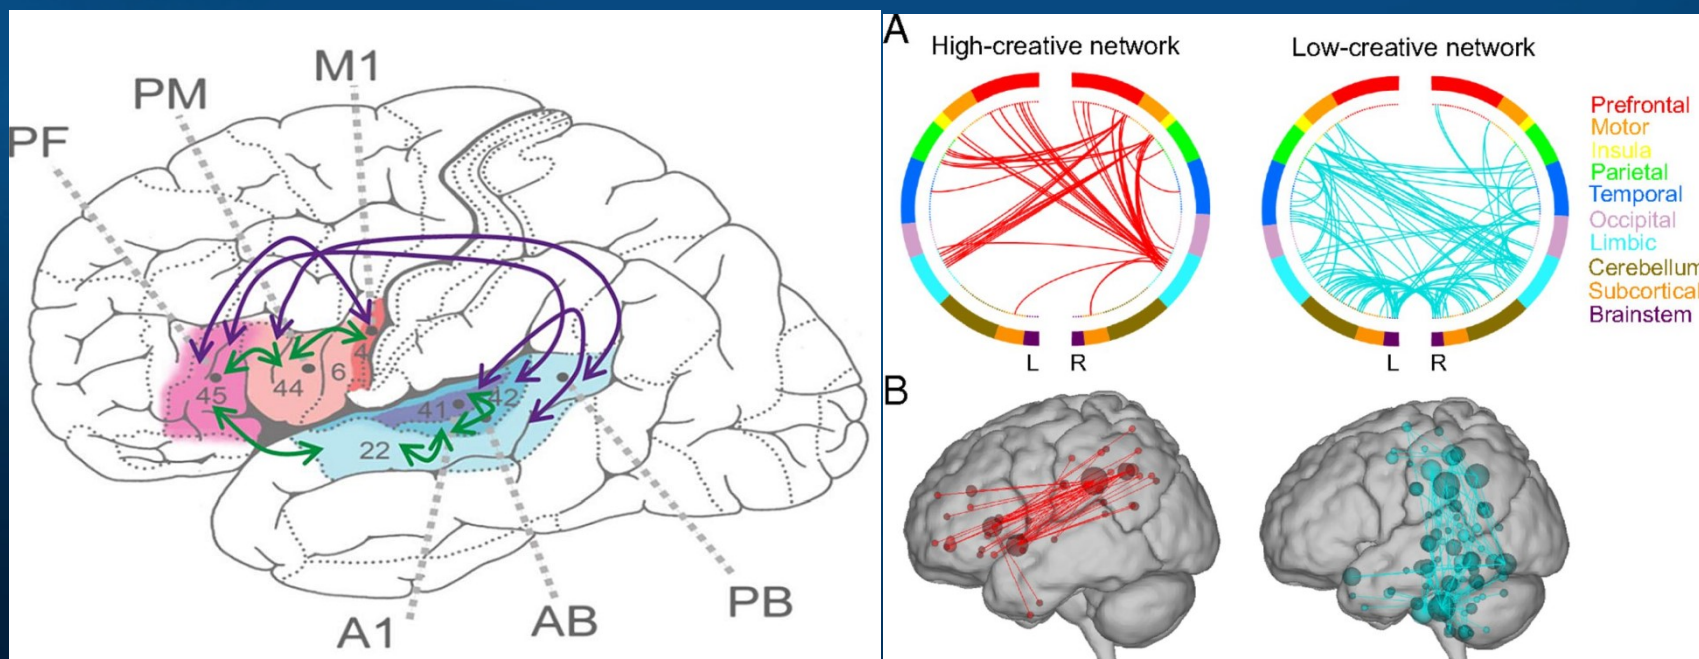 M1
PM
PF
4
6
44
45
41
42
22
A1
AB
PB
A
High-creative network
Low-creative network
Prefrontal
Motor
Insula
Parietal
Temporal
Occipital
Limbic
Cerebellum
Subcortical
Brainstem
L R
L R
B